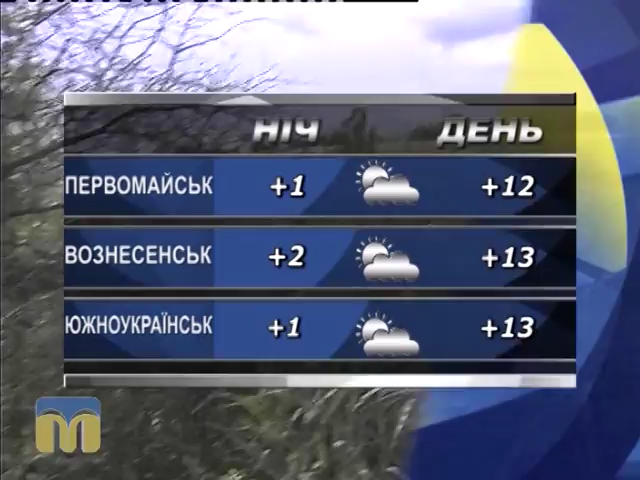 НІЧ ДЕНЬ
ПЕРВОМАЙСЬК +1 +12
ВОЗНЕСЕНСЬК +2 +13
ЮЖНОУКРАЇНСЬК +1 +13
М